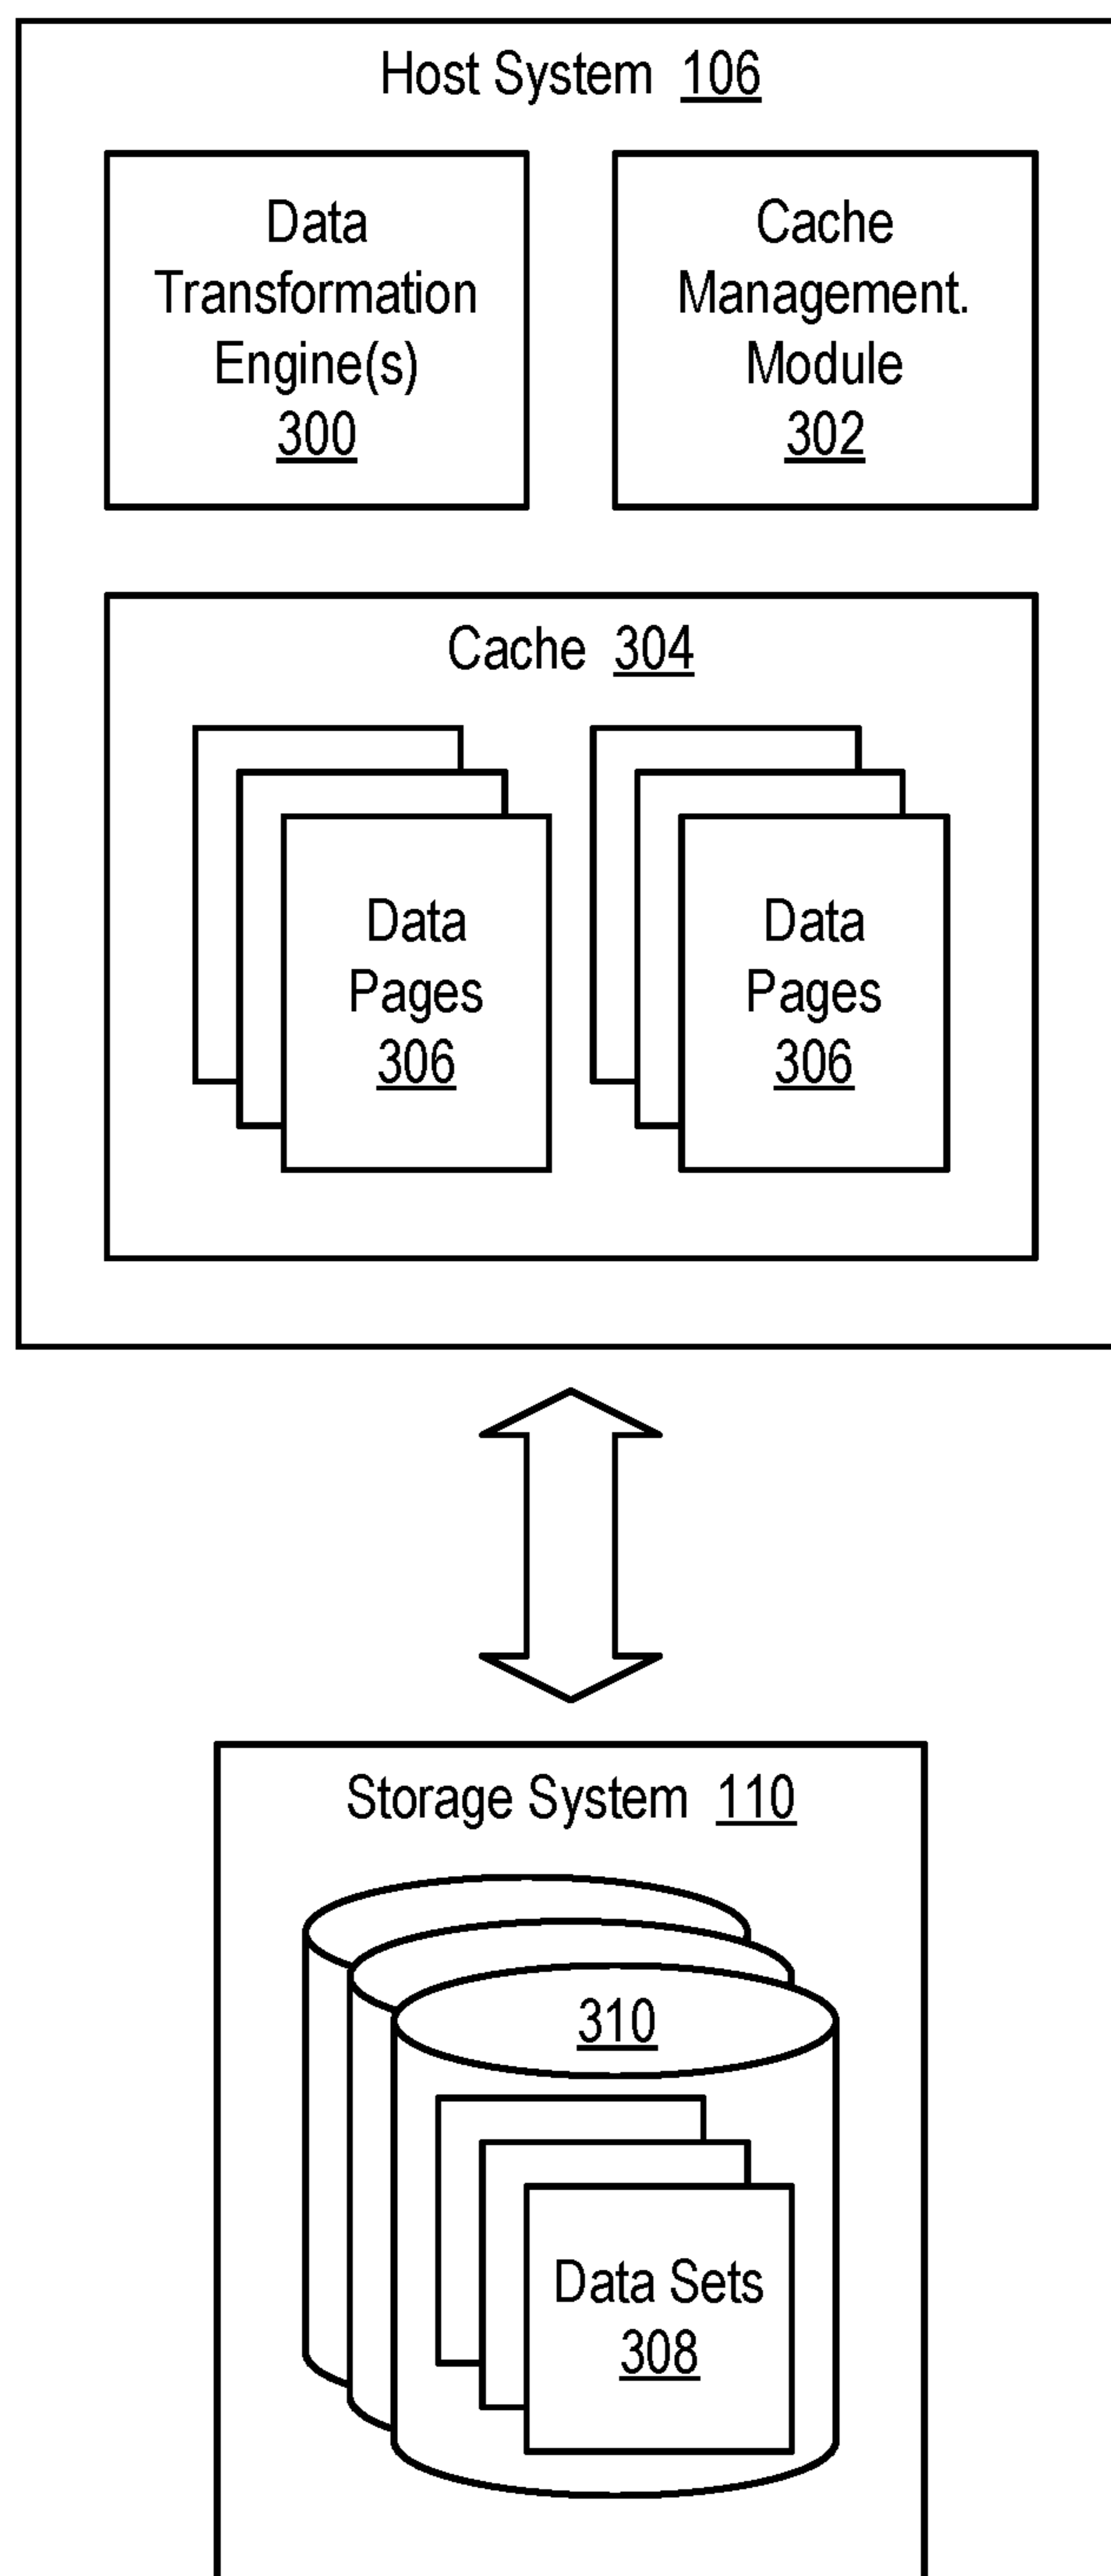 Host System 106
Data
Transformation
Engine(s)
300
Cache
Management.
Module
302
Cache 304
Data
Pages
306
Data
Pages
306
Storage System 110
310
Data Sets
308